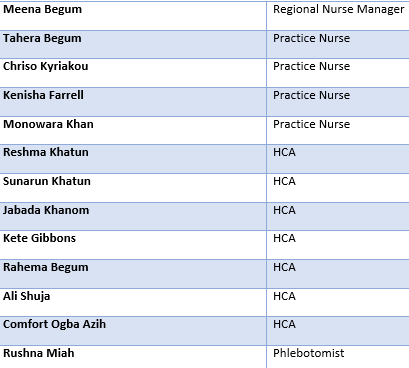 Meena Begum Regional Nurse Manager
Tahera Begum Practice Nurse
Chriso Kyriakou Practice Nurse
Kenisha Farrell Practice Nurse
Monowara Khan Practice Nurse
Reshma Khatun HCA
Sunarun Khatun HCA
Jabada Khanom HCA
Kete Gibbons HCA
Rahema Begum HCA
Ali Shuja HCA
Comfort Ogba Azih HCA
Rushna Miah Phlebotomist